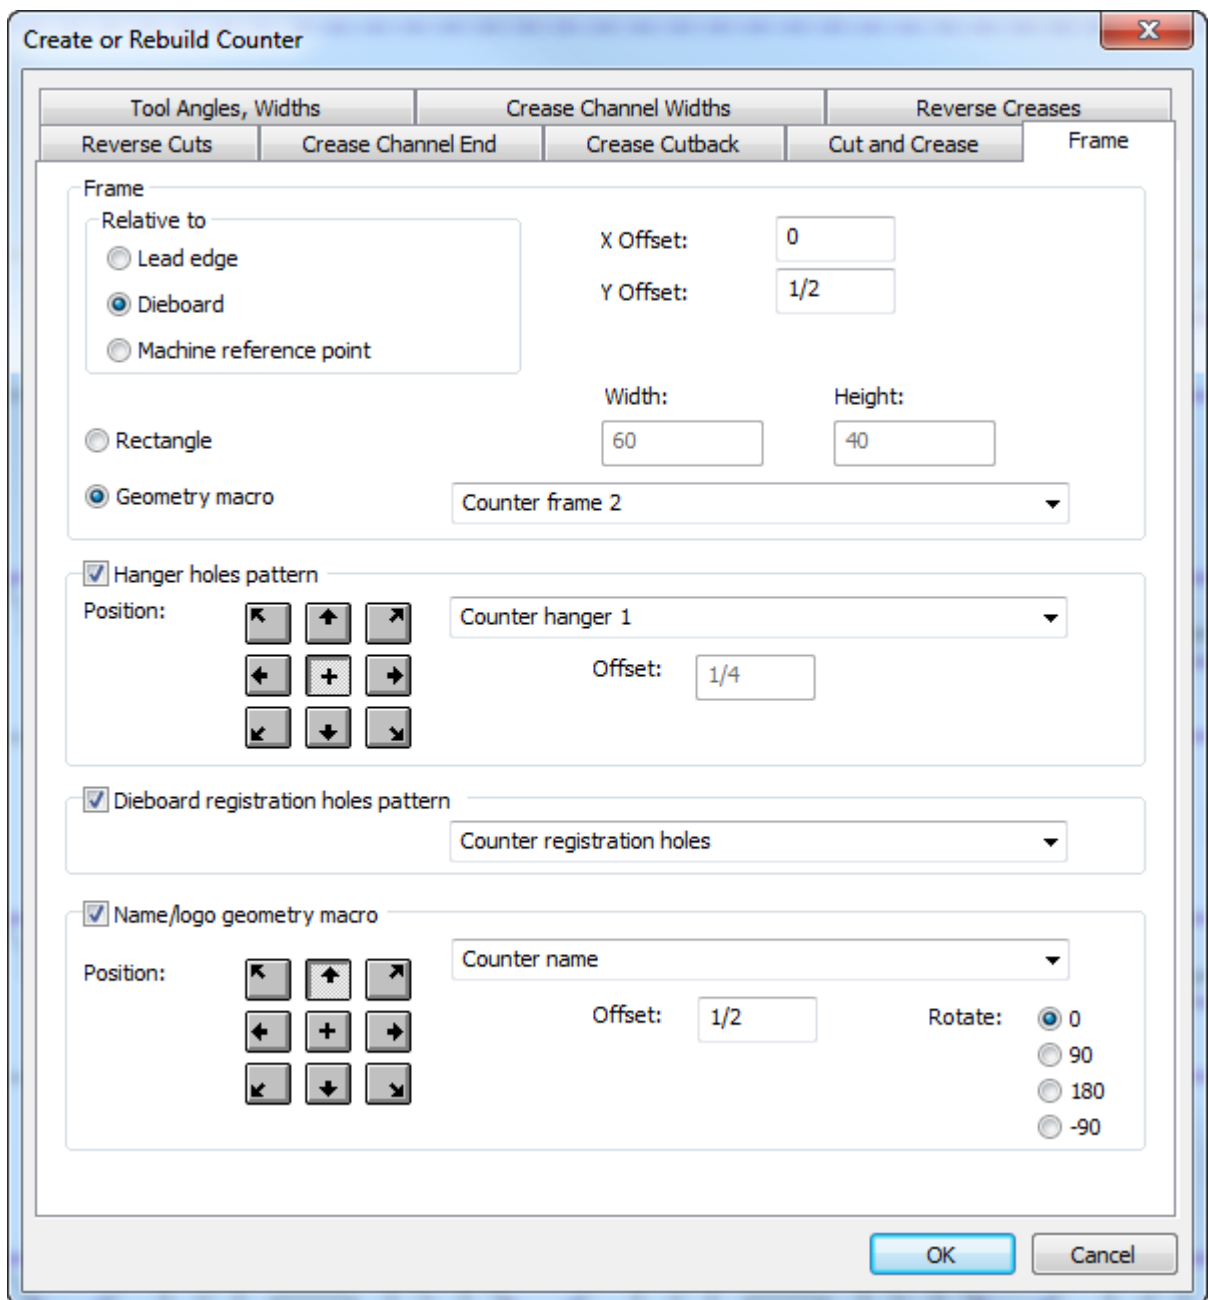 Create or Rebuild Counter
x
Tool Angles, Widths
Crease Channel Widths
Reverse Creases
Reverse Cuts
Crease Channel End
Crease Cutback
Cut and Crease
Frame
Frame
Relative to
Lead edge
Dieboard
Machine reference point
X Offset:
0
Y Offset:
1/2
Width:
Height:
Rectangle
60
40
Geometry macro
Counter frame 2
Hanger holes pattern
Position:
Counter hanger 1
Offset:
1/4
Dieboard registration holes pattern
Counter registration holes
Name/logo geometry macro
Position:
Counter name
Offset:
1/2
Rotate:
0
90
180
-90
OK
Cancel